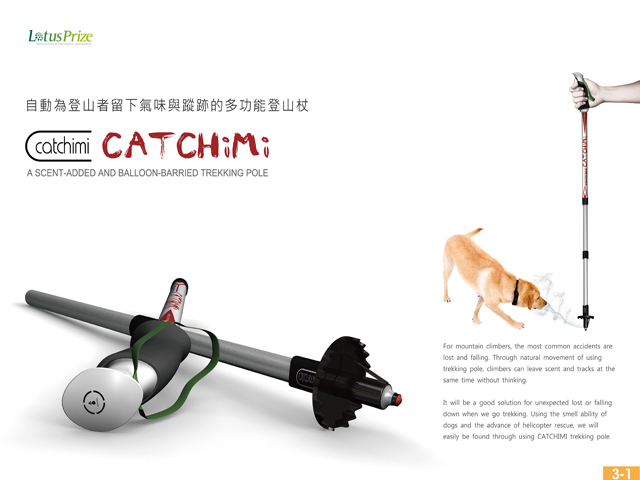 LotusPrize
自動為登山者留下氣味與蹤跡的多功能登山杖
catchimi CATCHiMi
A SCENT-ADDED AND BALLOON-BARRIED TREKKING POLE
CATCHiMi
For mountain climbers, the most common accidents are
lost and falling. Through natural movement of using
trekking pole, climbers can leave scent and tracks at the
same time without thinking.
It will be a good solution for unexpected lost or falling
down when we go trekking. Using the smell ability of
dogs and the advance of helicopter rescue, we will
easily be found through using CATCHIMI trekking pole.
3-1